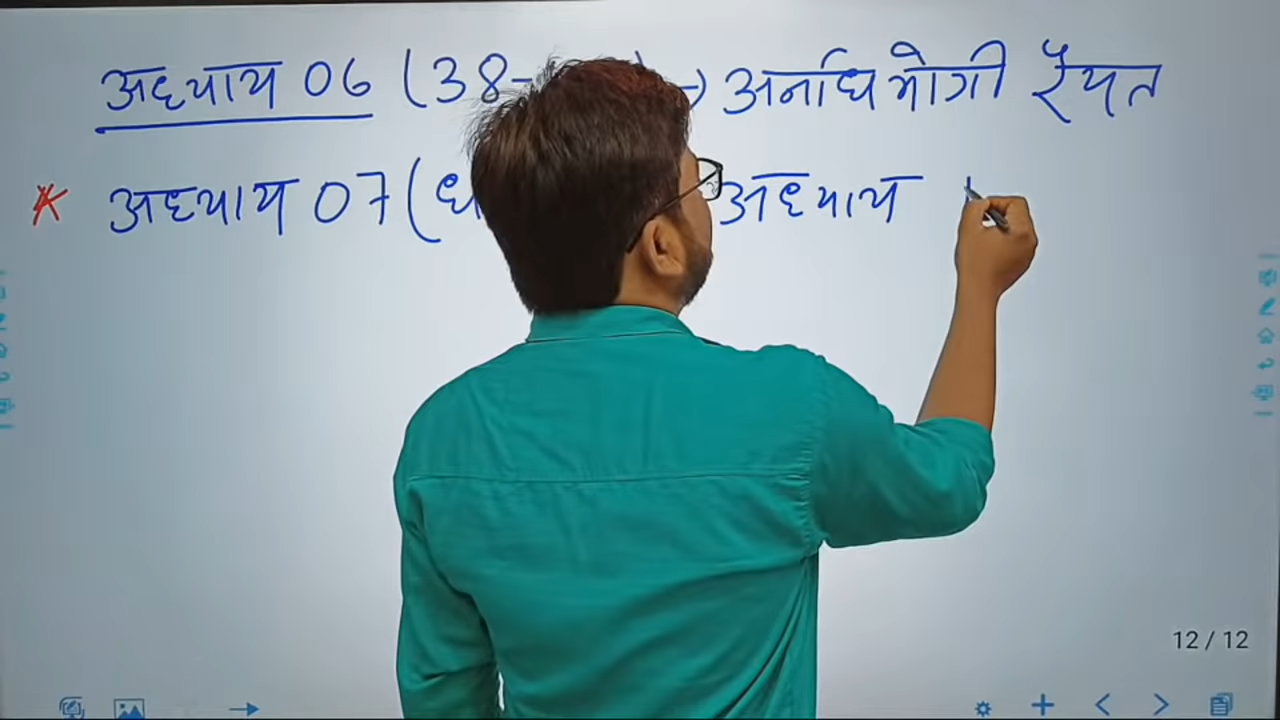 अध्याय 06 (38- ) → अनधिभोगी रैयत
* अध्याय 07 (ध अध्याय
12 / 12